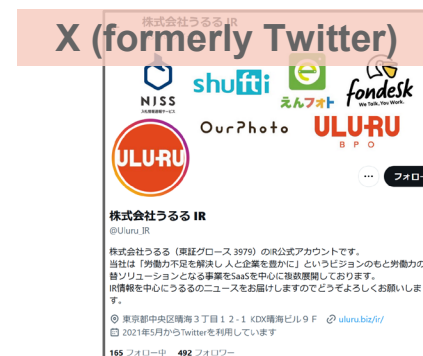 株式会社うるる IR
X (formerly Twitter)
NJSS
入札情報速報サービス
shufti
えんフォト
fondesk
We Talk, You Work.
OurPhoto
ULURU
BPO
ULURU
フォロー
株式会社うるる IR
@Uluru_IR
株式会社うるる（東証グロース 3979）のIR公式アカウントです。
当社は「労働力不足を解決し 人と企業を豊かに」というビジョンのもと労働力の
替ソリューションとなる事業をSaaSを中心に複数展開しております。
IR情報を中心にうるるのニュースをお届けしますのでどうぞよろしくお願いしま
す。
東京都中央区晴海３丁目１２-１ KDX晴海ビル９Ｆ uluru.biz/ir/
2021年5月からTwitterを利用しています
165 フォロー中 492 フォロワー